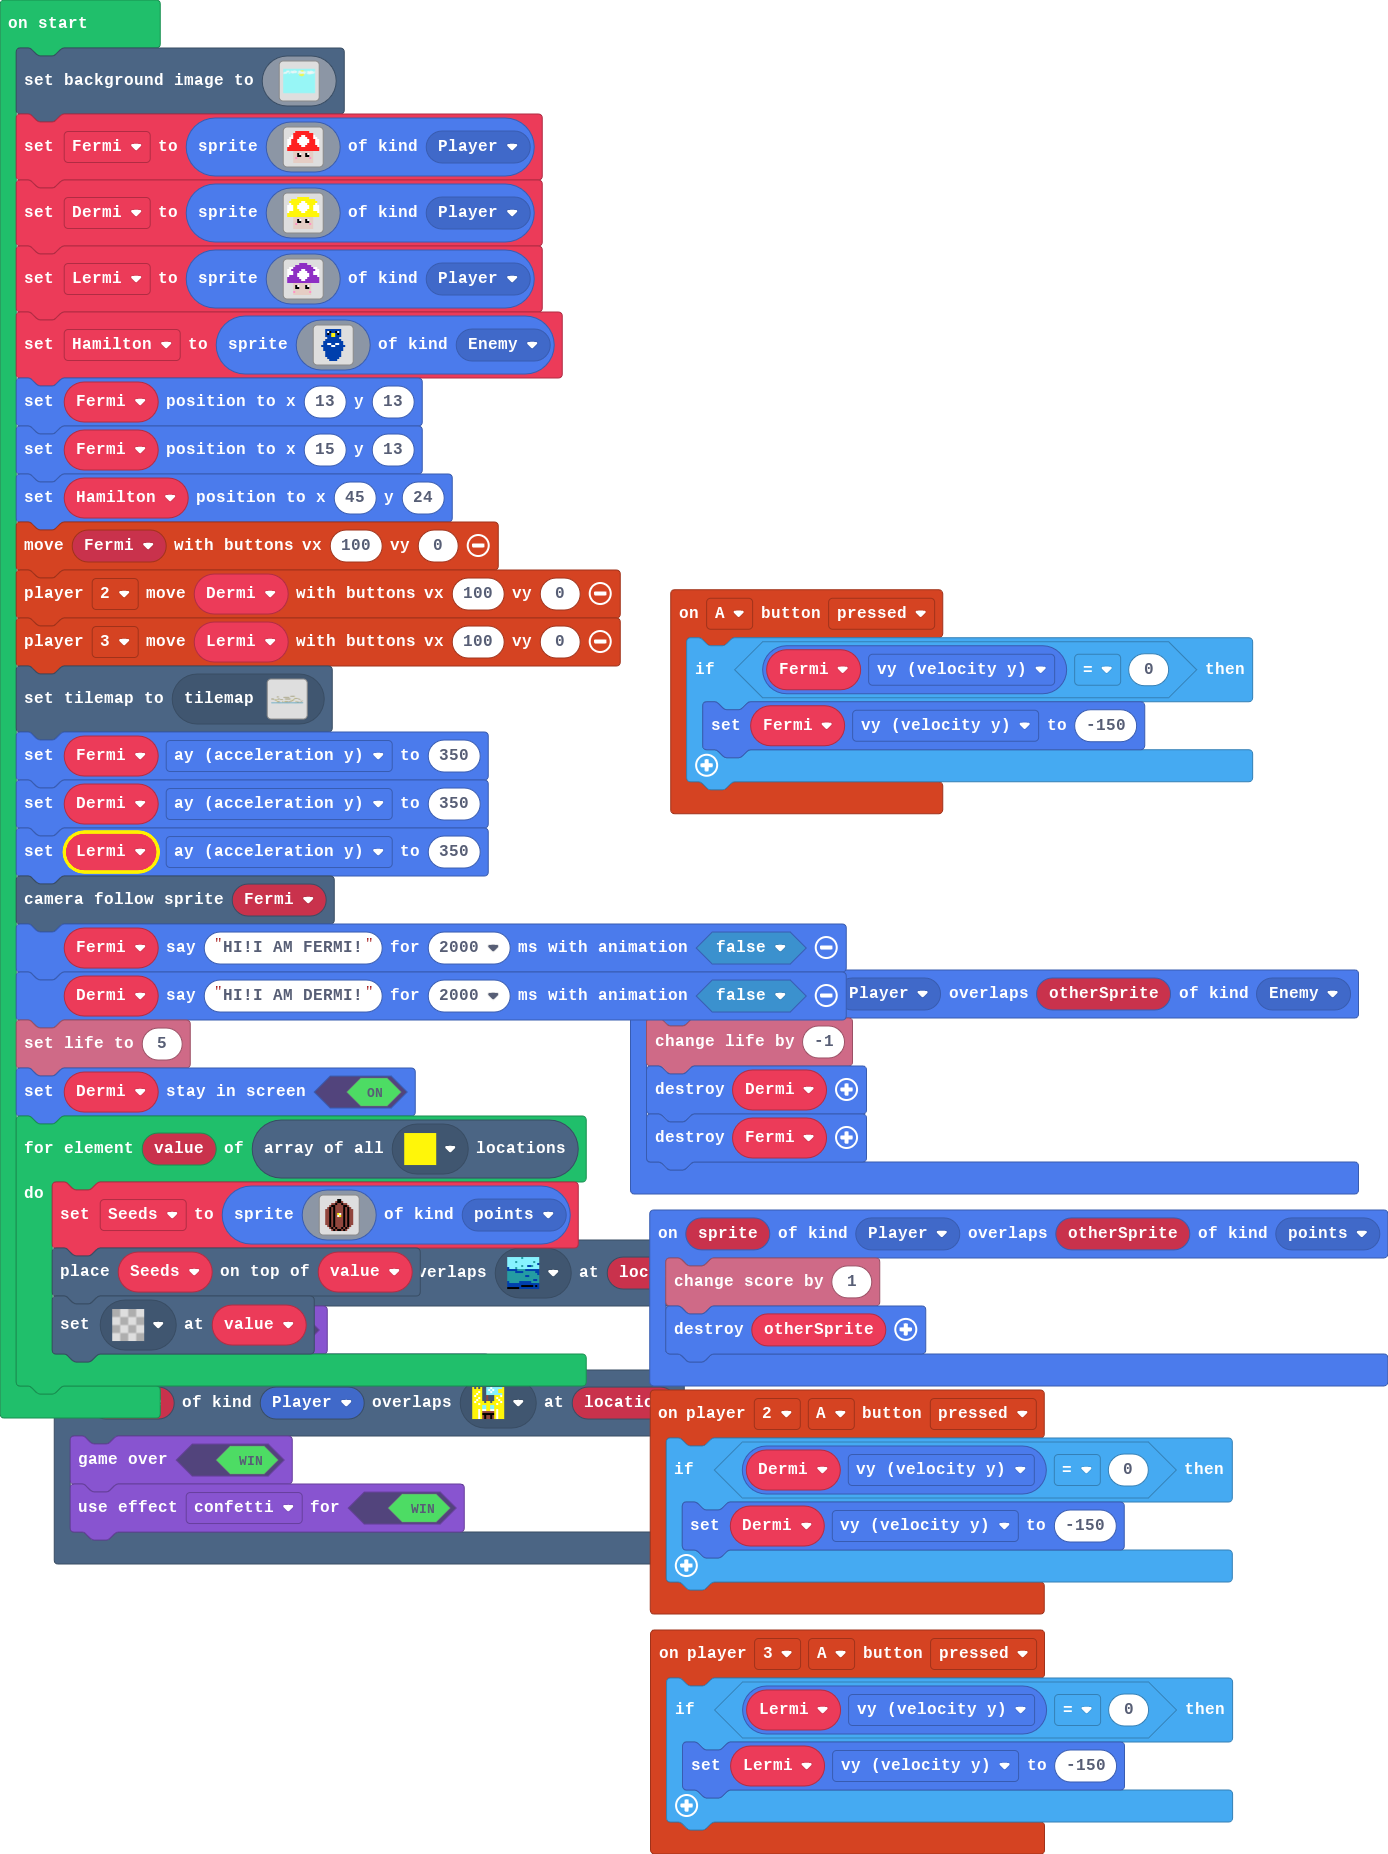 on start
set background image to
set Fermi to sprite of kind Player
set Dermi to sprite of kind Player
set Lermi to sprite of kind Player
set Hamilton to sprite of kind Enemy
set Fermi position to x 13 y 13
set Fermi position to x 15 y 13
set Hamilton position to x 45 y 24
move Fermi with buttons vx 100 vy 0
player 2 move Dermi with buttons vx 100 vy 0
player 3 move Lermi with buttons vx 100 vy 0
set tilemap to tilemap
set Fermi ay (acceleration y) to 350
set Dermi ay (acceleration y) to 350
set Lermi ay (acceleration y) to 350
camera follow sprite Fermi
Fermi say "HI!I AM FERMI!" for 2000 ms with animation false
Dermi say "HI!I AM DERMI!" for 2000 ms with animation false
set life to 5
set Dermi stay in screen ON
for element value of array of all locations
do
set Seeds to sprite of kind points
place Seeds on top of value
set at value
verlaps at loc
of kind Player overlaps at locatio
game over WIN
use effect confetti for WIN
on A button pressed
if Fermi vy (velocity y) = 0 then
set Fermi vy (velocity y) to -150
Player overlaps otherSprite of kind Enemy
change life by -1
destroy Dermi
destroy Fermi
on sprite of kind Player overlaps otherSprite of kind points
change score by 1
destroy otherSprite
on player 2 A button pressed
if Dermi vy (velocity y) = 0 then
set Dermi vy (velocity y) to -150
on player 3 A button pressed
if Lermi vy (velocity y) = 0 then
set Lermi vy (velocity y) to -150